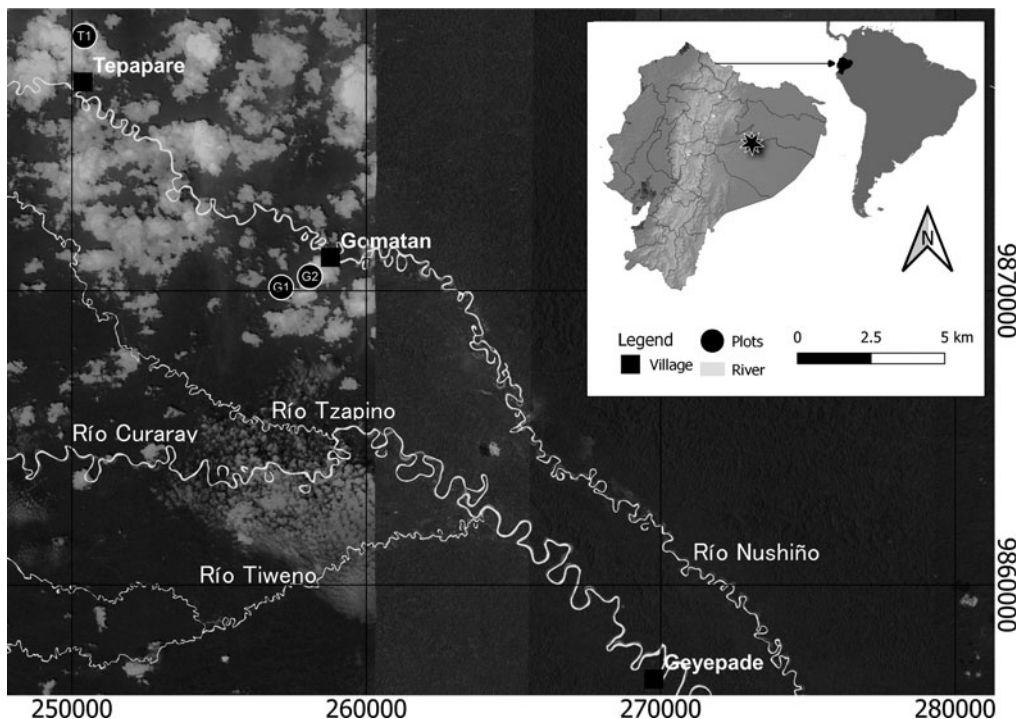 T1
Tepapare
Gomatan
G1
G2
Río Tzapino
Río Curaray
Río Tiweno
Río Nushiño
Geyepade
N
Legend
Village
Plots
River
0 2.5 5 km
9870000
9860000
250000 260000 270000 280000